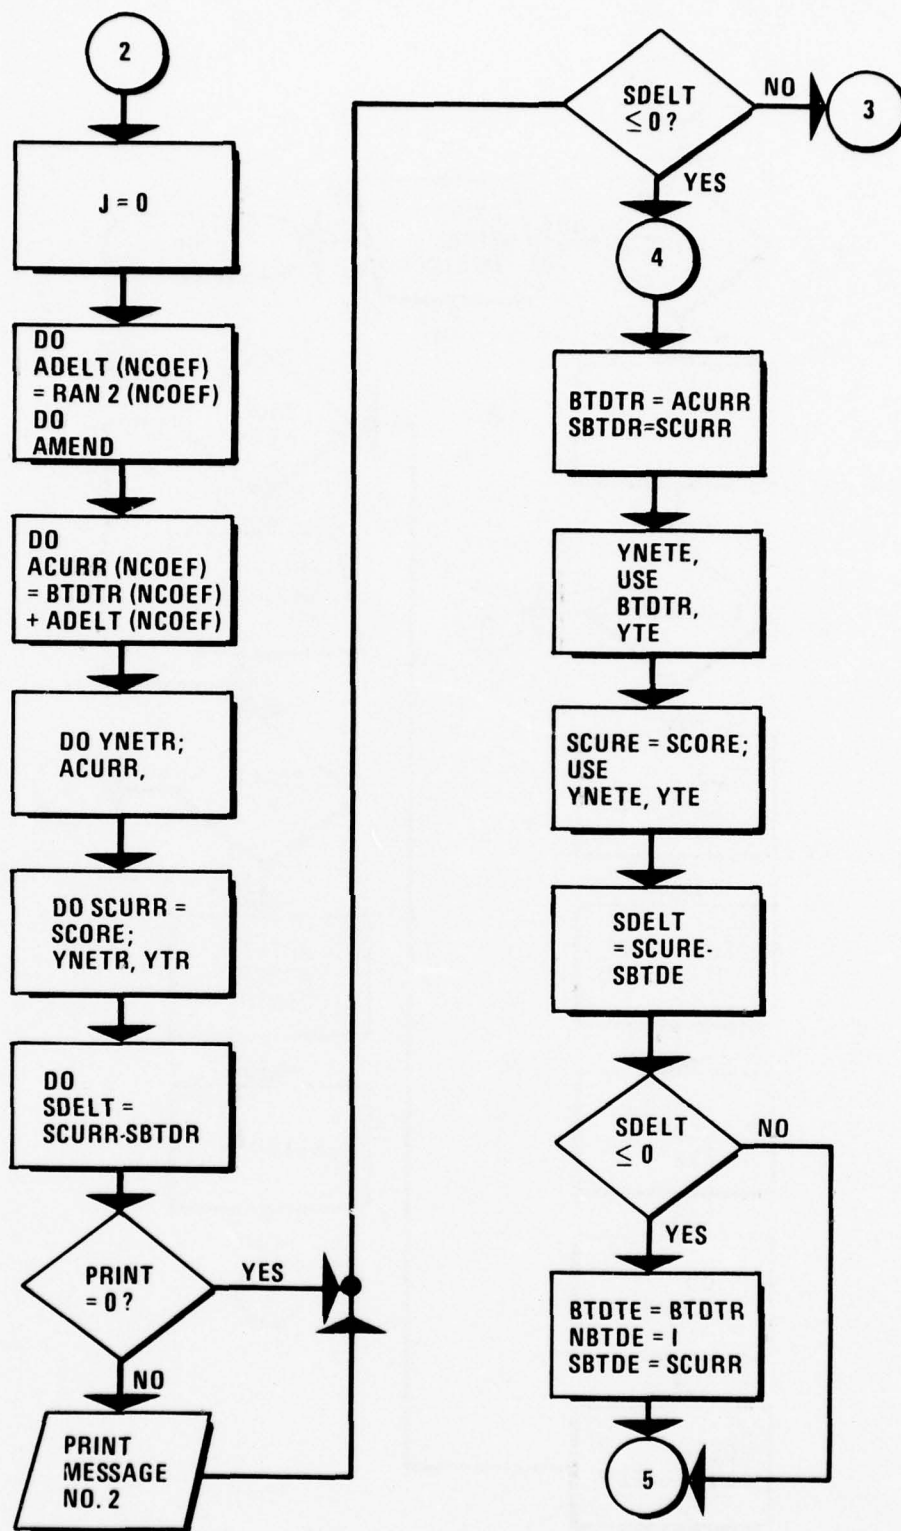 2
J = 0
DO
ADELT (NCOEF)
= RAN 2 (NCOEF)
DO
AMEND
DO
ACURR (NCOEF)
= BTDTR (NCOEF)
+ ADELT (NCOEF)
DO YNETR;
ACURR,
DO SCURR =
SCORE;
YNETR, YTR
DO
SDELT =
SCURR-SBTDR
PRINT
= 0?
YES
NO
PRINT
MESSAGE
NO. 2
SDELT
≤ 0?
NO
3
YES
4
BTDTR = ACURR
SBTDR=SCURR
YNETE,
USE
BTDTR,
YTE
SCURE = SCORE;
USE
YNETE, YTE
SDELT
= SCURE-
SBTDE
SDELT
≤ 0
NO
YES
BTDTE = BTDTR
NBTDE = I
SBTDE = SCURR
5